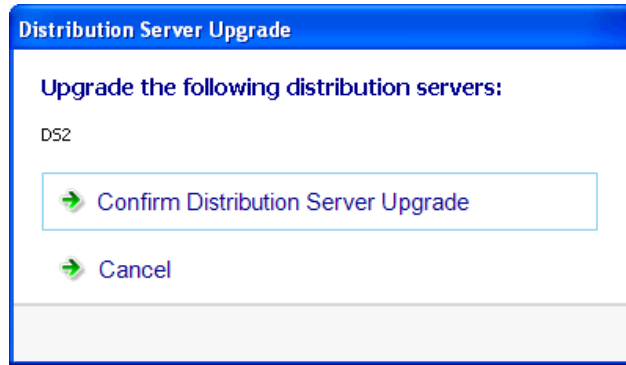 Distribution Server Upgrade
Upgrade the following distribution servers:
DS2
Confirm Distribution Server Upgrade
Cancel